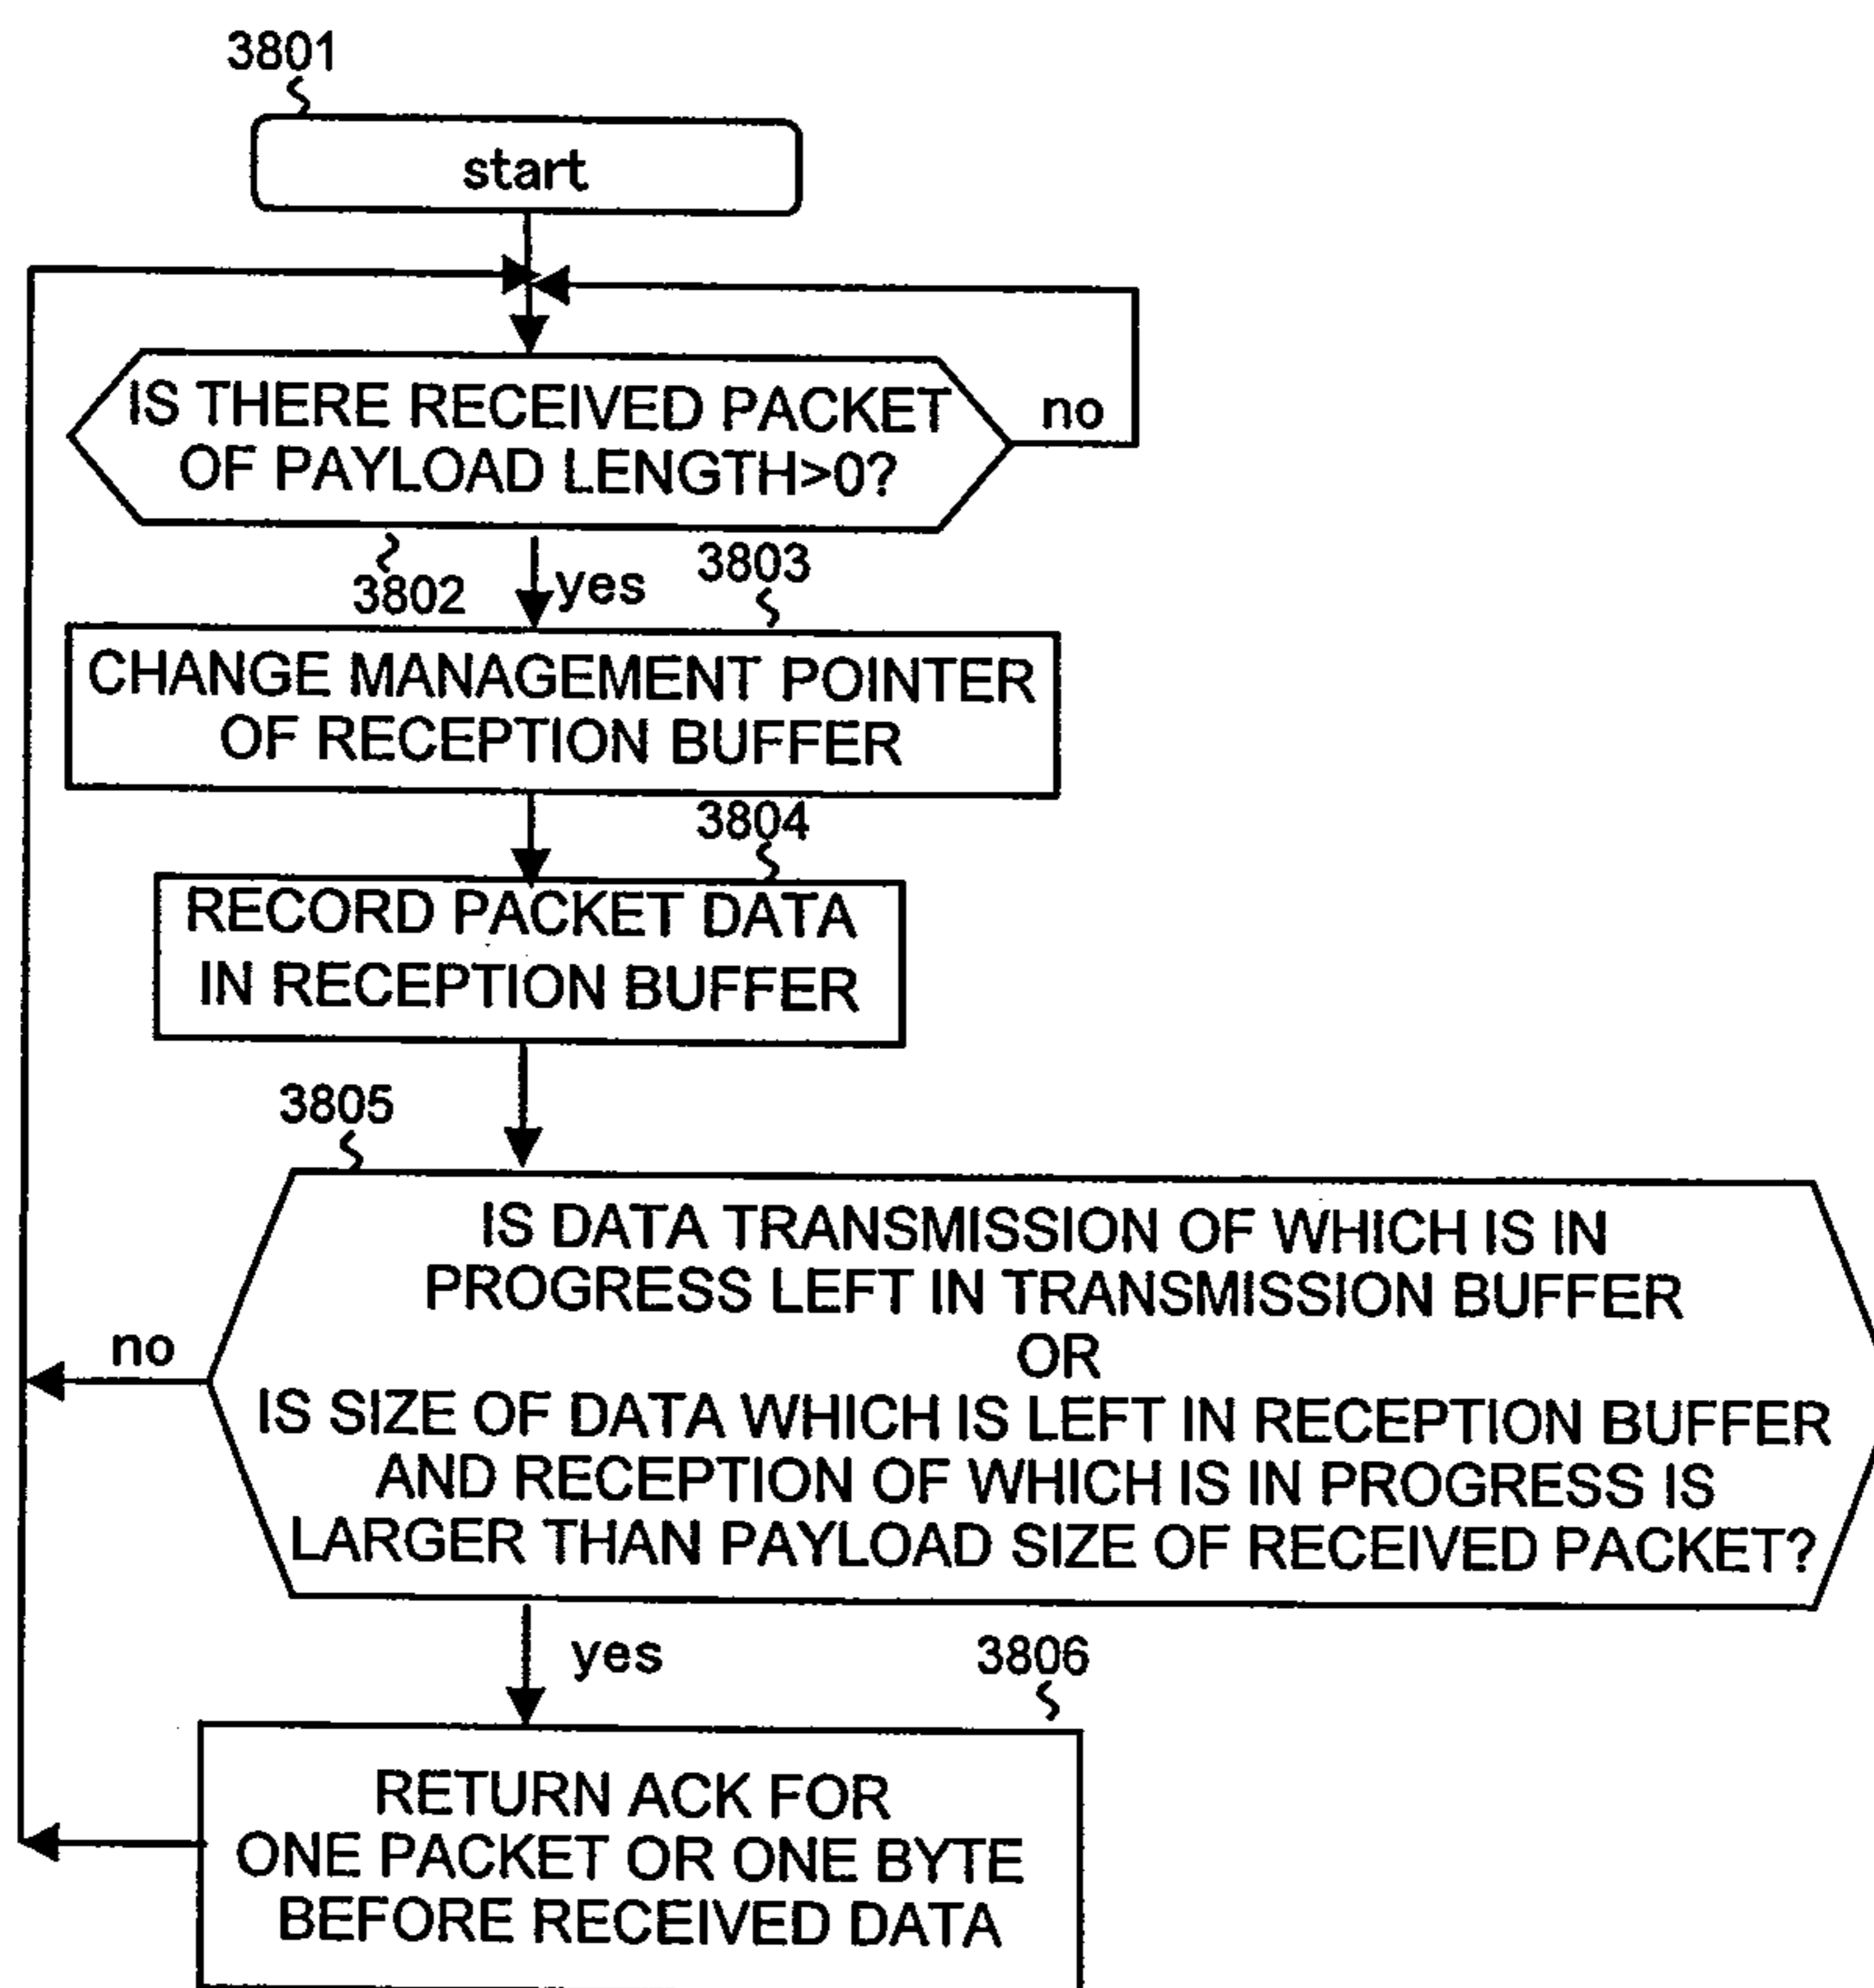 3801
start
IS THERE RECEIVED PACKET
OF PAYLOAD LENGTH>0?
no
3802
yes
3803
CHANGE MANAGEMENT POINTER
OF RECEPTION BUFFER
3804
RECORD PACKET DATA
IN RECEPTION BUFFER
3805
IS DATA TRANSMISSION OF WHICH IS IN
PROGRESS LEFT IN TRANSMISSION BUFFER
OR
IS SIZE OF DATA WHICH IS LEFT IN RECEPTION BUFFER
AND RECEPTION OF WHICH IS IN PROGRESS IS
LARGER THAN PAYLOAD SIZE OF RECEIVED PACKET?
no
yes
3806
RETURN ACK FOR
ONE PACKET OR ONE BYTE
BEFORE RECEIVED DATA